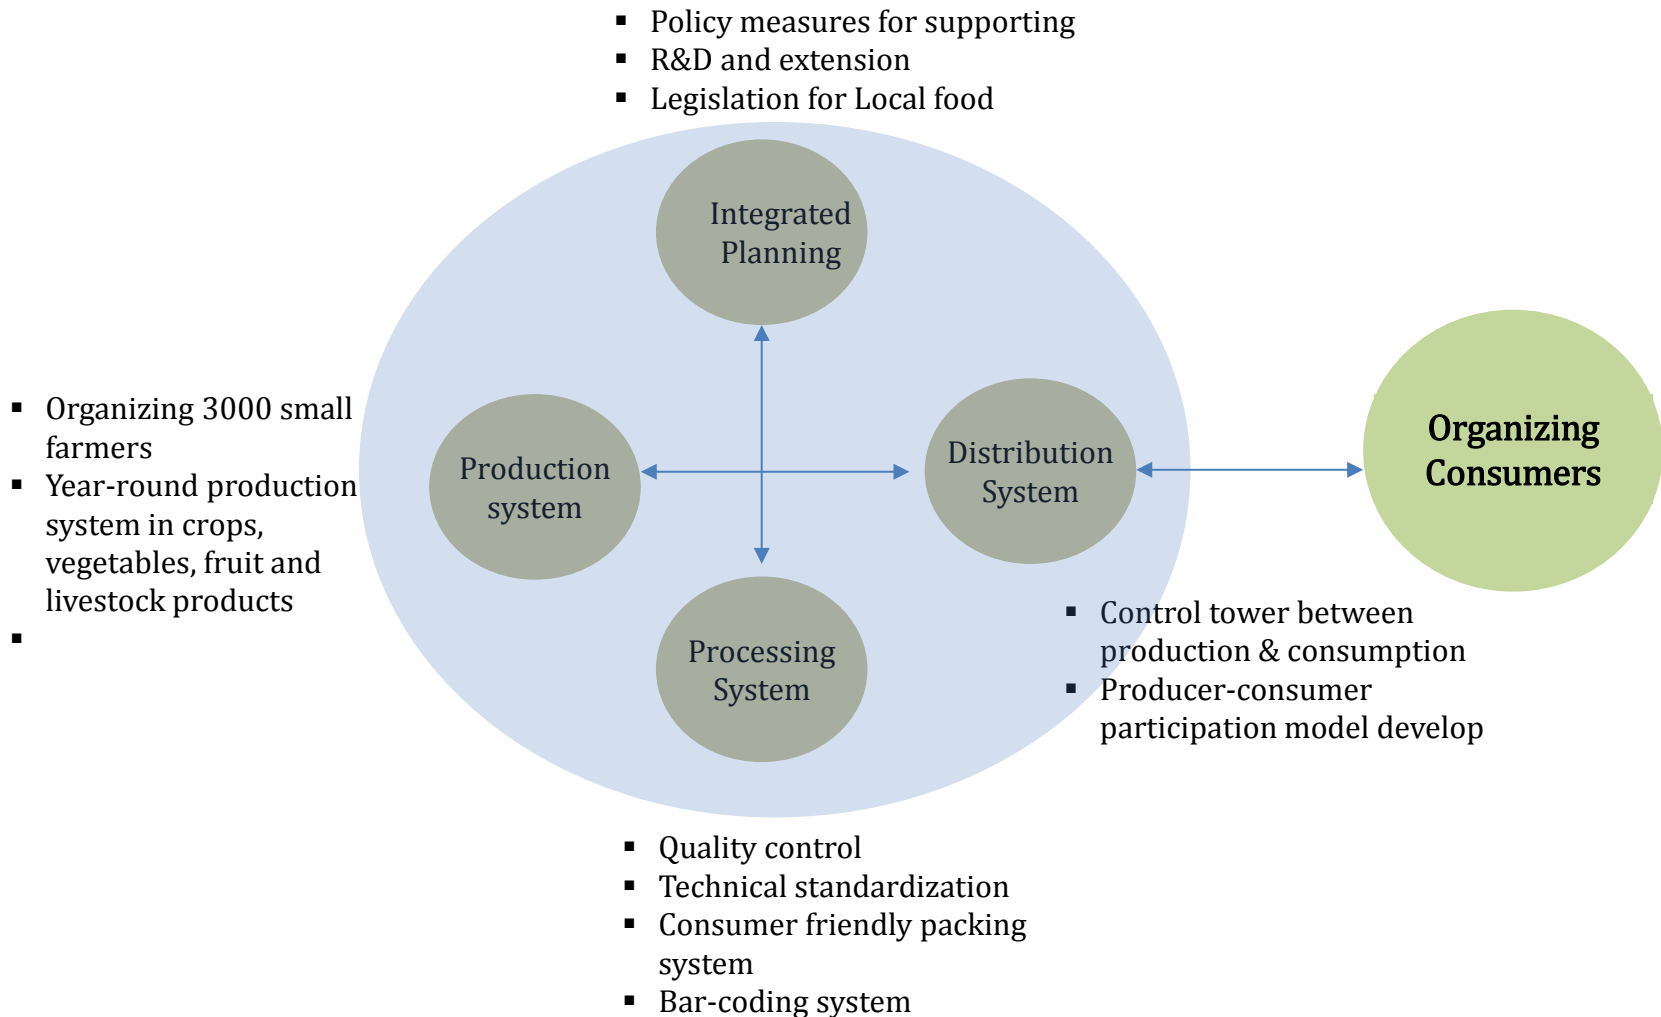 ▪ Policy measures for supporting
▪ R&D and extension
▪ Legislation for Local food
Integrated
Planning
▪ Organizing 3000 small
farmers
▪ Year-round production
system in crops,
vegetables, fruit and
livestock products
▪
Production
system
Distribution
System
Organizing
Consumers
Processing
System
▪ Control tower between
production & consumption
▪ Producer-consumer
participation model develop
▪ Quality control
▪ Technical standardization
▪ Consumer friendly packing
system
▪ Bar-coding system